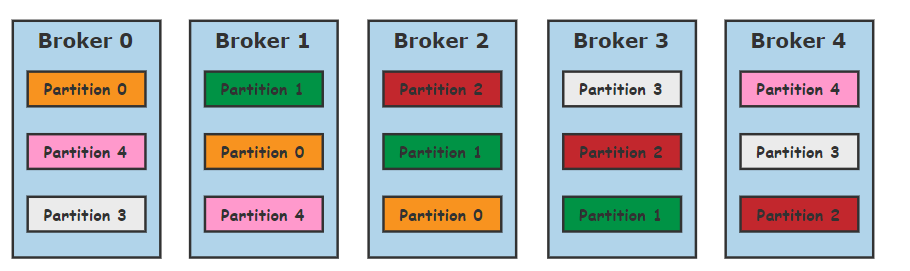 Broker 0
Partition 0
Partition 4
Partition 3
Broker 1
Partition 1
Partition 0
Partition 4
Broker 2
Partition 2
Partition 1
Partition 0
Broker 3
Partition 3
Partition 2
Partition 1
Broker 4
Partition 4
Partition 3
Partition 2